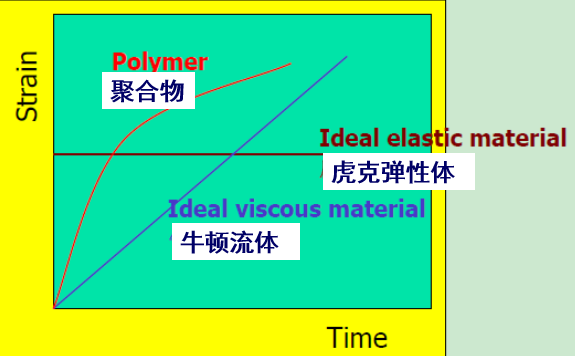 Strain
Polymer
聚合物
Ideal elastic material
虎克弹性体
Ideal viscous material
牛顿流体
Time